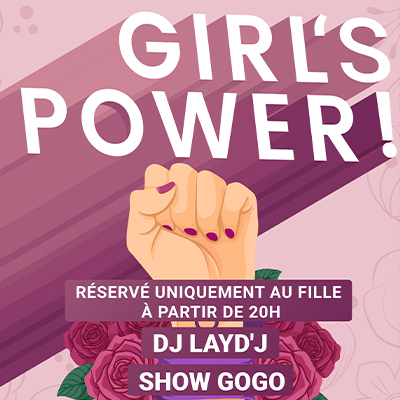 GIRL'S
POWER!
RÉSERVÉ UNIQUEMENT AU FILLE
À PARTIR DE 20H
DJ LAYD'J
SHOW GOGO